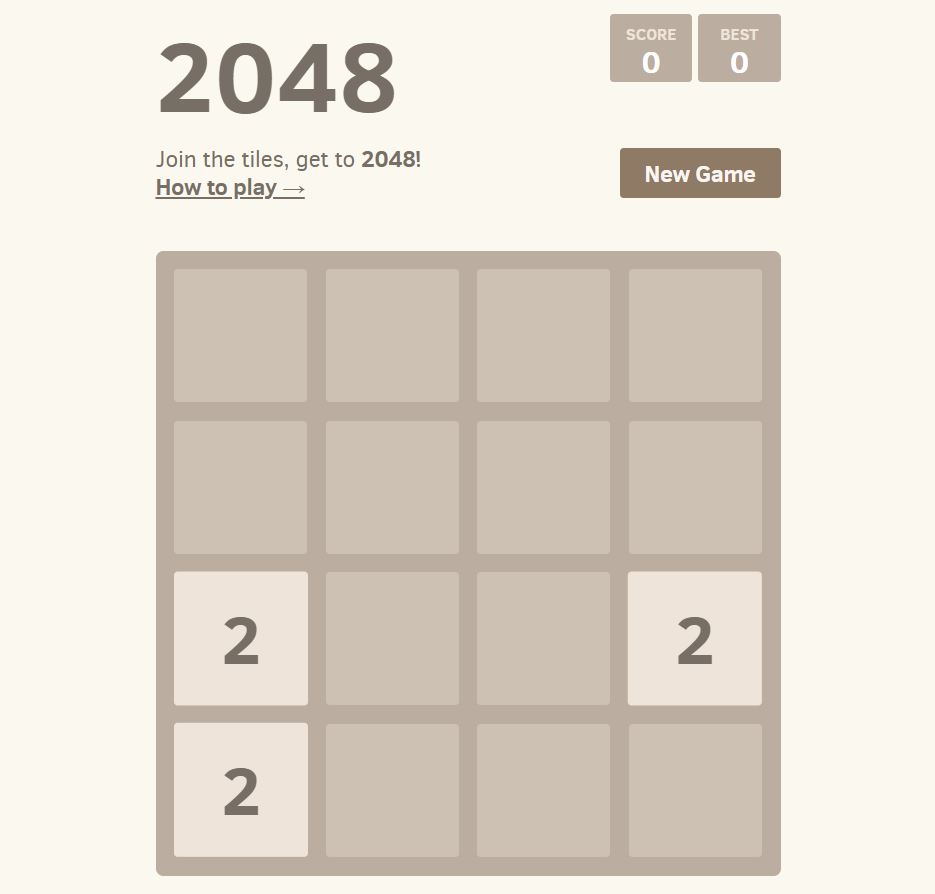 2048
SCORE
0
BEST
0
Join the tiles, get to 2048!
How to play →
New Game
2
2
2